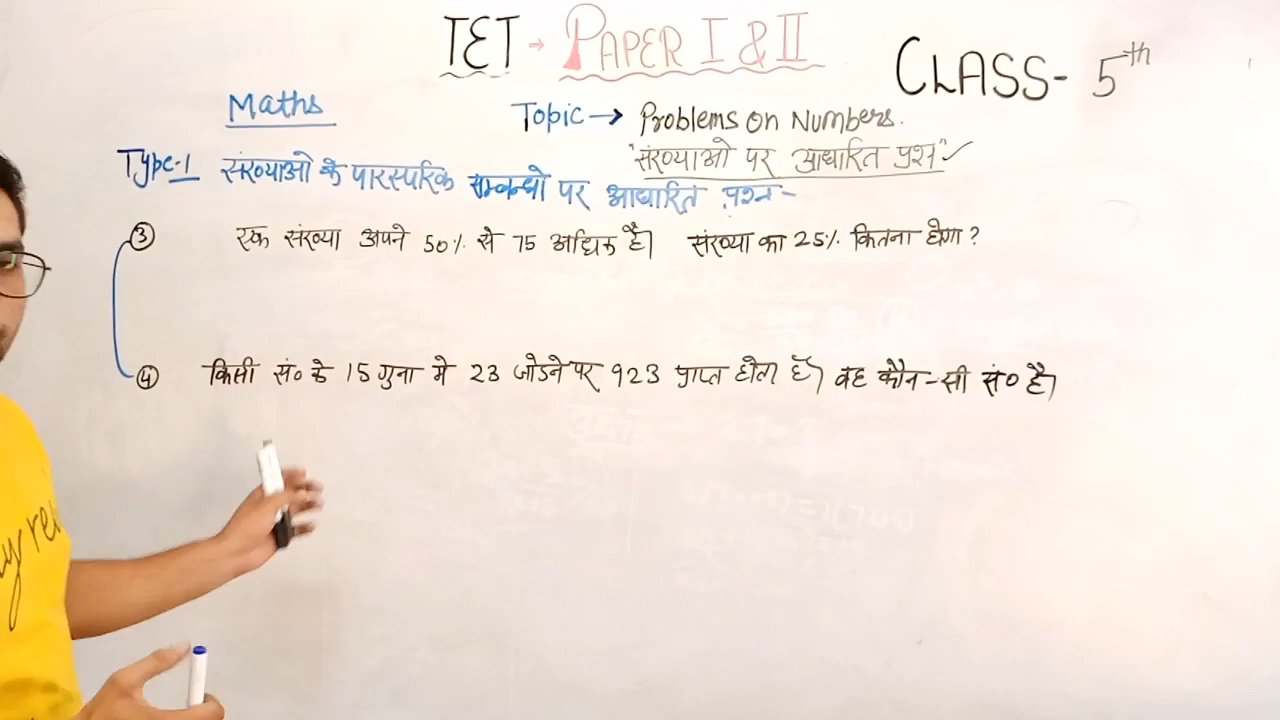 TET → PAPER I & II
CLASS- 5th
Maths
Topic → Problems On Numbers.
"संख्याओ पर आधारित प्रश्न" ✓
Type-1 संख्याओ के पारस्परिक सम्बन्धो पर आधारित प्रश्न-
③ एक संख्या अपने 50% से 75 अधिक है। संख्या का 25% कितना होगा ?
④ किसी सं० के 15 गुना मे 23 जोडने पर 923 प्राप्त होता है। वह कौन-सी सं० है।